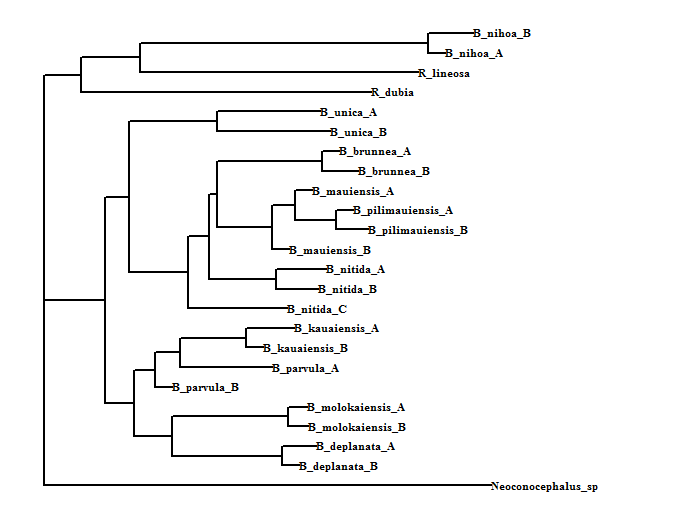 B_nihoa_B
B_nihoa_A
R_lineosa
R_dubia
B_unica_A
B_unica_B
B_brunnea_A
B_brunnea_B
B_mauiensis_A
B_pilimauiensis_A
B_pilimauiensis_B
B_mauiensis_B
B_nitida_A
B_nitida_B
B_nitida_C
B_kauaiensis_A
B_kauaiensis_B
B_parvula_A
B_parvula_B
B_molokaiensis_A
B_molokaiensis_B
B_deplanata_A
B_deplanata_B
Neoconocephalus_sp